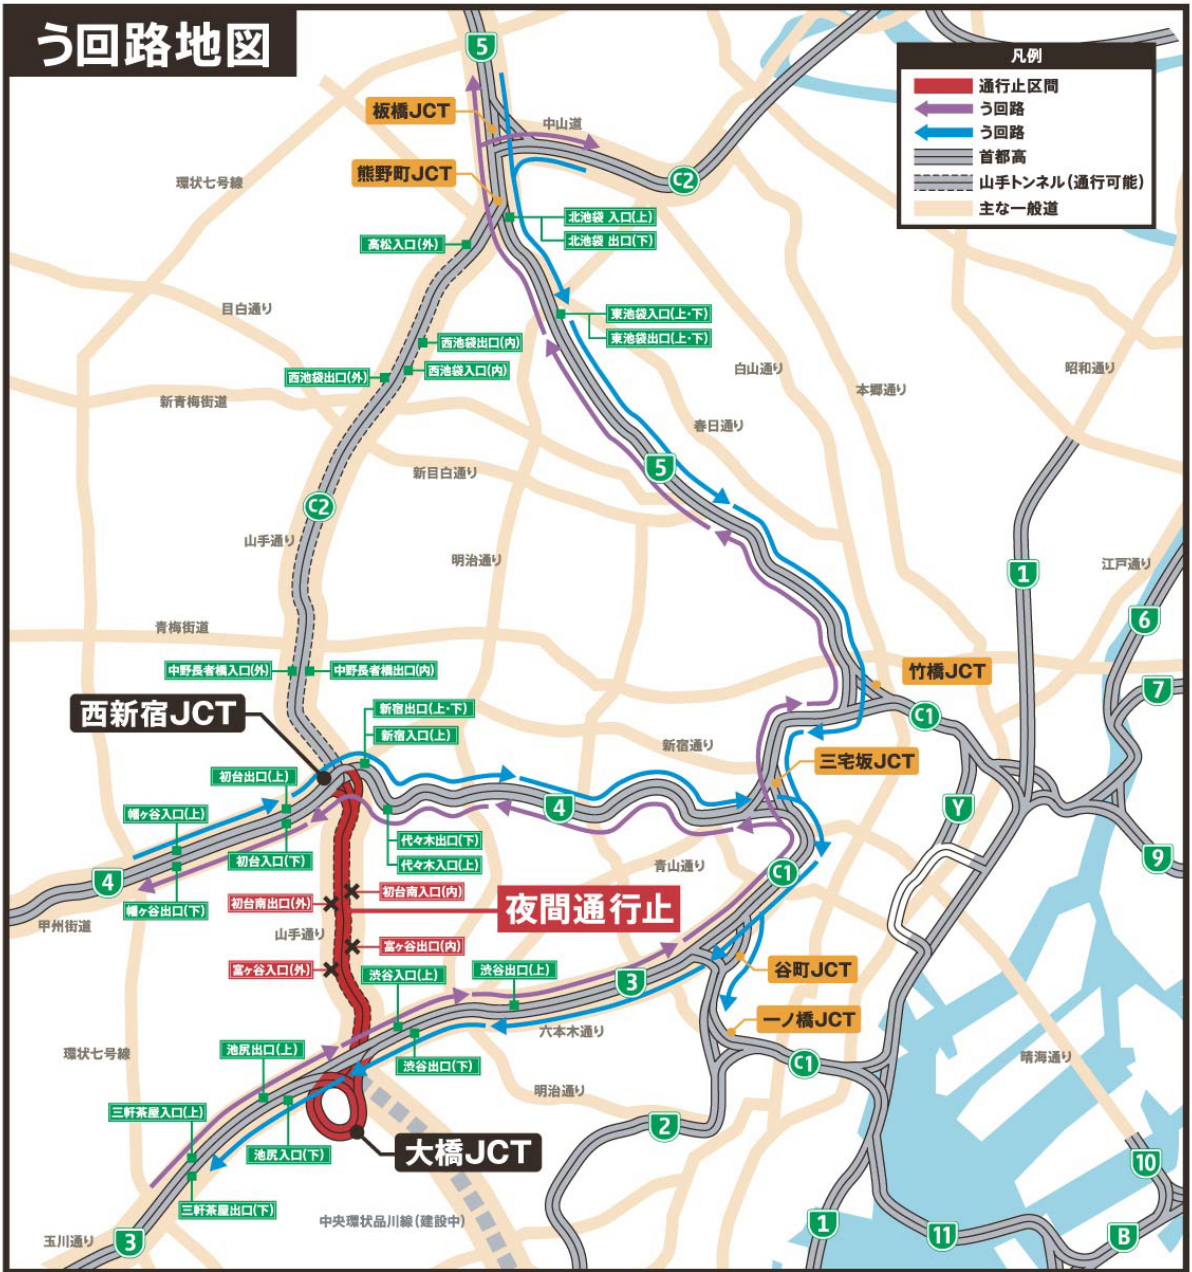 う回路地図
凡例
通行止区間
う回路
う回路
首都高
山手トンネル(通行可能)
主な一般道
5
板橋JCT
中山道
熊野町JCT
C2
環状七号線
北池袋 入口(上)
北池袋 出口(下)
高松入口(外)
目白通り
東池袋入口(上・下)
東池袋出口(上・下)
西池袋出口(内)
西池袋入口(内)
西池袋出口(外)
白山通り
本郷通り
昭和通り
新青梅街道
春日通り
新目白通り
5
C2
山手通り
明治通り
江戸通り
1
6
青梅街道
中野長者橋入口(外)
中野長者橋出口(内)
竹橋JCT
7
西新宿JCT
新宿出口(上・下)
新宿入口(上)
新宿通り
C1
三宅坂JCT
初台出口(上)
幡ヶ谷入口(上)
4
Y
代々木出口(下)
代々木入口(上)
初台入口(下)
青山通り
9
4
C1
幡ヶ谷出口(下)
初台南入口(内)
初台南出口(外)
夜間通行止
甲州街道
山手通り
富ヶ谷出口(内)
富ヶ谷入口(外)
渋谷入口(上)
渋谷出口(上)
3
谷町JCT
一ノ橋JCT
六本木通り
環状七号線
池尻出口(上)
渋谷出口(下)
C1
晴海通り
明治通り
三軒茶屋入口(上)
2
池尻入口(下)
大橋JCT
10
三軒茶屋出口(下)
中央環状品川線(建設中)
玉川通り
3
1
11
B